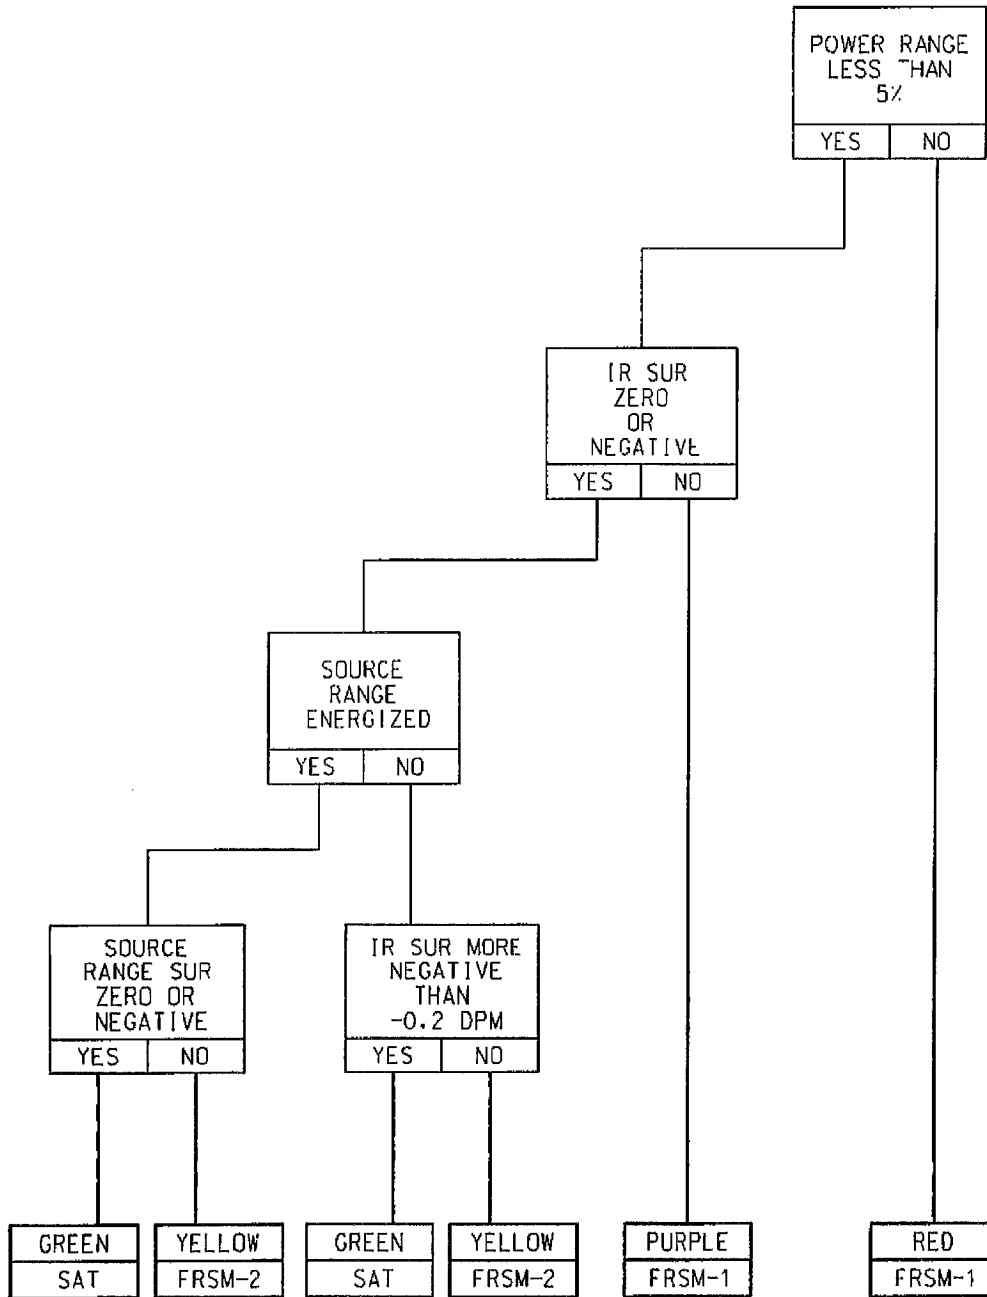 POWER RANGE
LESS THAN
5%
YES NO
IR SUR
ZERO
OR
NEGATIVE
YES NO
SOURCE
RANGE
ENERGIZED
YES NO
SOURCE
RANGE SUR
ZERO OR
NEGATIVE
YES NO
IR SUR MORE
NEGATIVE
THAN
-0.2 DPM
YES NO
GREEN
SAT
YELLOW
FRSM-2
GREEN
SAT
YELLOW
FRSM-2
PURPLE
FRSM-1
RED
FRSM-1